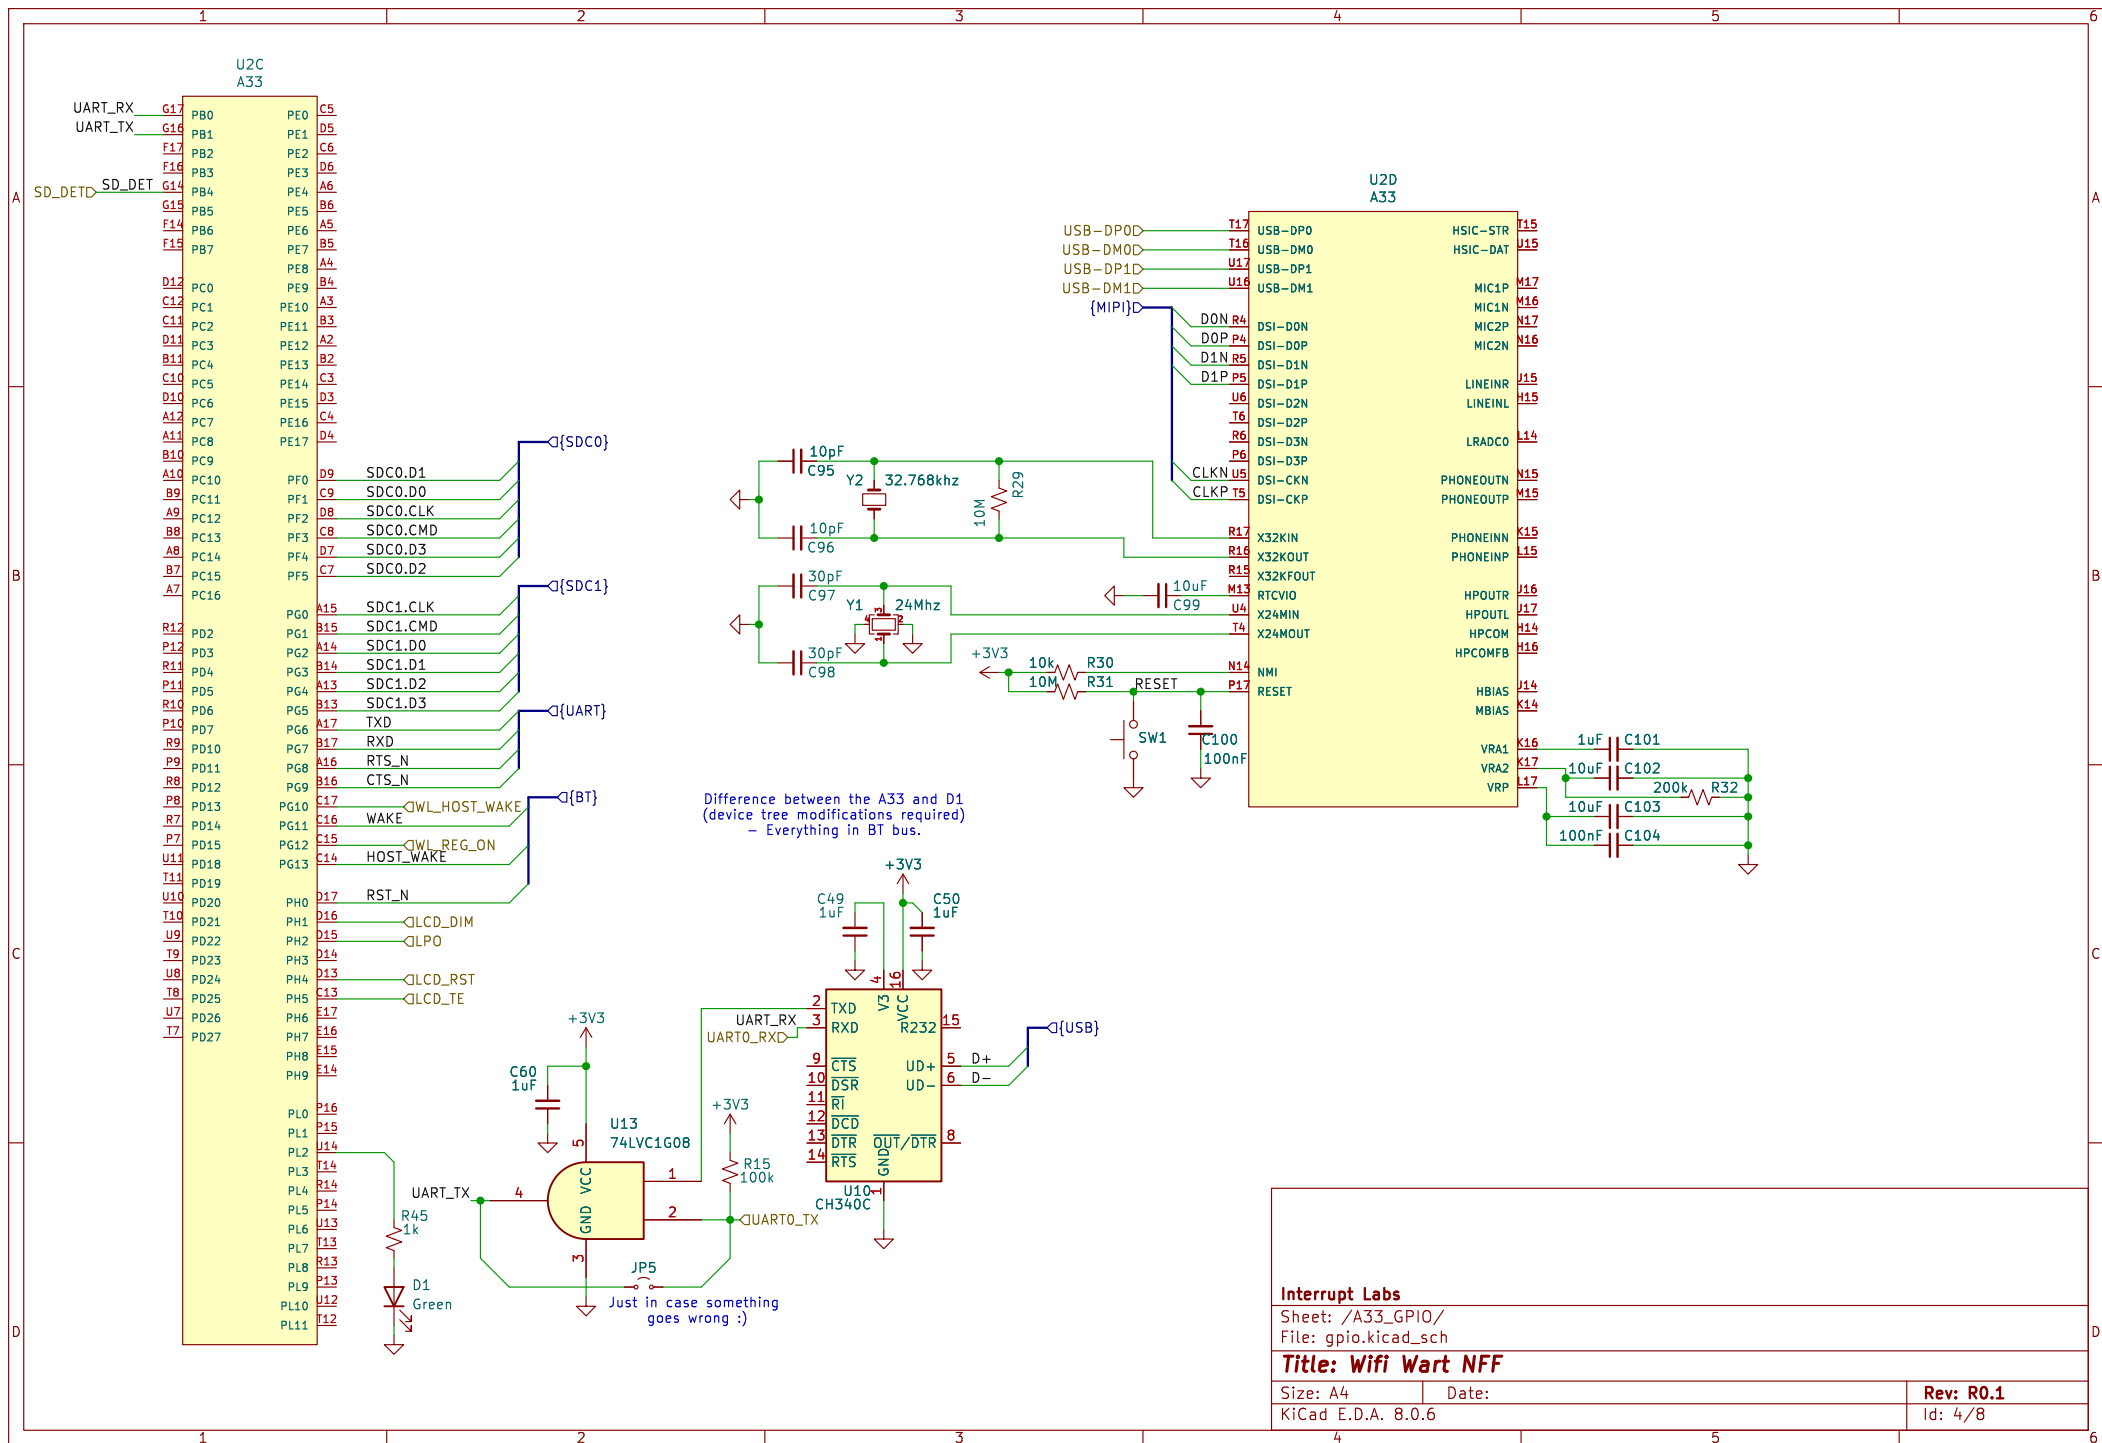 1 2 3 4 5 6
A B C D
U2C
A33
UART_RX
UART_TX
SD_DET SD_DET
G17 PB0 PE0 C5
G16 PB1 PE1 D5
F17 PB2 PE2 C6
F16 PB3 PE3 D6
G14 PB4 PE4 A6
G15 PB5 PE5 B6
F14 PB6 PE6 A5
F15 PB7 PE7 B5
PE8 A4
D12 PC0 PE9 B4
C12 PC1 PE10 A3
C11 PC2 PE11 B3
D11 PC3 PE12 A2
B11 PC4 PE13 B2
C10 PC5 PE14 C3
D10 PC6 PE15 D3
A12 PC7 PE16 C4
A11 PC8 PE17 D4
B10 PC9
A10 PC10 PF0 D9 SDC0.D1
B9 PC11 PF1 C9 SDC0.D0
A9 PC12 PF2 D8 SDC0.CLK
B8 PC13 PF3 C8 SDC0.CMD
A8 PC14 PF4 D7 SDC0.D3
B7 PC15 PF5 C7 SDC0.D2
A7 PC16
{SDC0}
PG0 A15 SDC1.CLK
R12 PD2 PG1 B15 SDC1.CMD
P12 PD3 PG2 A14 SDC1.D0
R11 PD4 PG3 B14 SDC1.D1
P11 PD5 PG4 A13 SDC1.D2
R10 PD6 PG5 B13 SDC1.D3
{SDC1}
P10 PD7 PG6 A17 TXD
R9 PD10 PG7 B17 RXD
P9 PD11 PG8 A16 RTS_N
R8 PD12 PG9 B16 CTS_N
{UART}
P8 PD13 PG10 C17 WL_HOST_WAKE
R7 PD14 PG11 C16 WAKE
P7 PD15 PG12 C15 WL_REG_ON
U11 PD18 PG13 C14 HOST_WAKE
{BT}
T11 PD19
U10 PD20 PH0 D17 RST_N
T10 PD21 PH1 D16 LCD_DIM
U9 PD22 PH2 D15 LPO
T9 PD23 PH3 D14
U8 PD24 PH4 D13 LCD_RST
T8 PD25 PH5 C13 LCD_TE
U7 PD26 PH6 E17
T7 PD27 PH7 E16
PH8 E15
PH9 E14
PL0 P16
PL1 P15
PL2 U14
PL3 T14
PL4 R14
PL5 P14
PL6 U13
PL7 T13
PL8 R13
PL9 P13
PL10 U12
PL11 T12
R45
1k
D1
Green
U2D
A33
USB-DP0 T17 USB-DP0 HSIC-STR T15
USB-DM0 T16 USB-DM0 HSIC-DAT U15
USB-DP1 U17 USB-DP1
USB-DM1 U16 USB-DM1 MIC1P M17
{MIPI} MIC1N M16
D0N R4 DSI-D0N MIC2P N17
D0P P4 DSI-D0P MIC2N N16
D1N R5 DSI-D1N
D1P P5 DSI-D1P LINEINR J15
U6 DSI-D2N LINEINL H15
T6 DSI-D2P
R6 DSI-D3N LRADC0 L14
P6 DSI-D3P
CLKN U5 DSI-CKN PHONEOUTN N15
CLKP T5 DSI-CKP PHONEOUTP M15
R17 X32KIN PHONEINN K15
R16 X32KOUT PHONEINP L15
R15 X32KFOUT
M13 RTCVIO HPOUTR U16
U4 X24MIN HPOUTL U17
T4 X24MOUT HPCOM H14
HPCOMFB H16
N14 NMI
P17 RESET HBIAS J14
MBIAS K14
VRA1 K16
VRA2 K17
VRP L17
10pF
C95
Y2 32.768khz
10M R29
10pF
C96
30pF
C97
Y1 24Mhz
3
4 2
1
30pF
C98
10uF
C99
+3V3
10k R30
10M R31
RESET
SW1
C100
100nF
1uF C101
10uF C102
200k R32
10uF C103
100nF C104
Difference between the A33 and D1
(device tree modifications required)
- Everything in BT bus.
+3V3
C49
1uF
C50
1uF
4 16
V3 VCC
2 TXD
3 RXD R232 15
9 CTS UD+ 5 D+
10 DSR UD- 6 D-
11 RI
12 DCD
13 DTR OUT/DTR 8
14 RTS
GND
1
U10
CH340C
{USB}
UART_RX
UART0_RX
+3V3
C60
1uF
U13
74LVC1G08
5
VCC
GND
3
1
2
4
UART_TX
+3V3
R15
100k
UART0_TX
JP5
Just in case something
goes wrong :)
Interrupt Labs
Sheet: /A33_GPIO/
File: gpio.kicad_sch
Title: Wifi Wart NFF
Size: A4 Date: Rev: R0.1
KiCad E.D.A. 8.0.6 Id: 4/8
1 2 3 4 5 6
A B C D